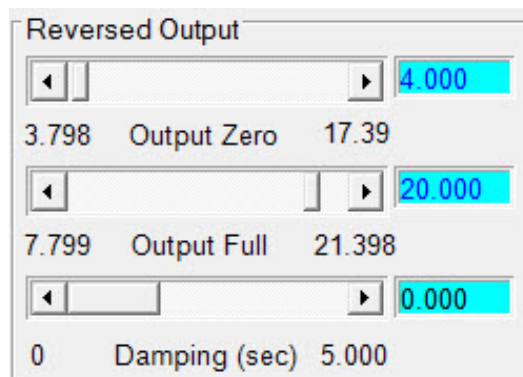 Reversed Output
4.000
3.798 Output Zero 17.39
20.000
7.799 Output Full 21.398
0.000
0 Damping (sec) 5.000